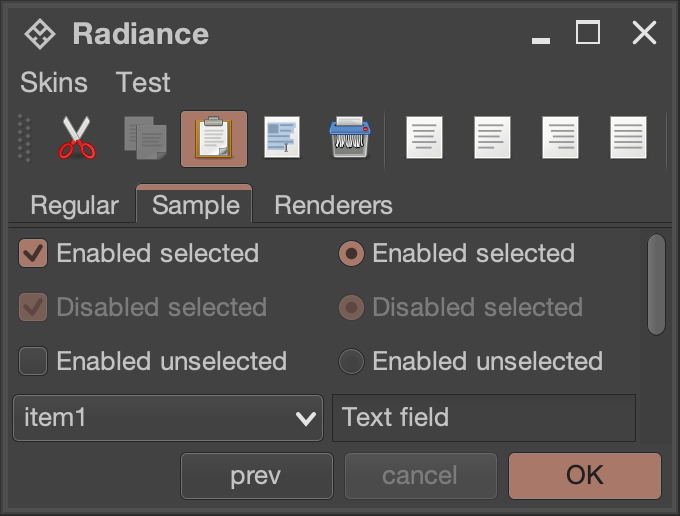 Radiance
Skins Test
Regular Sample Renderers
Enabled selected Enabled selected
Disabled selected Disabled selected
Enabled unselected Enabled unselected
item1 Text field
prev cancel OK